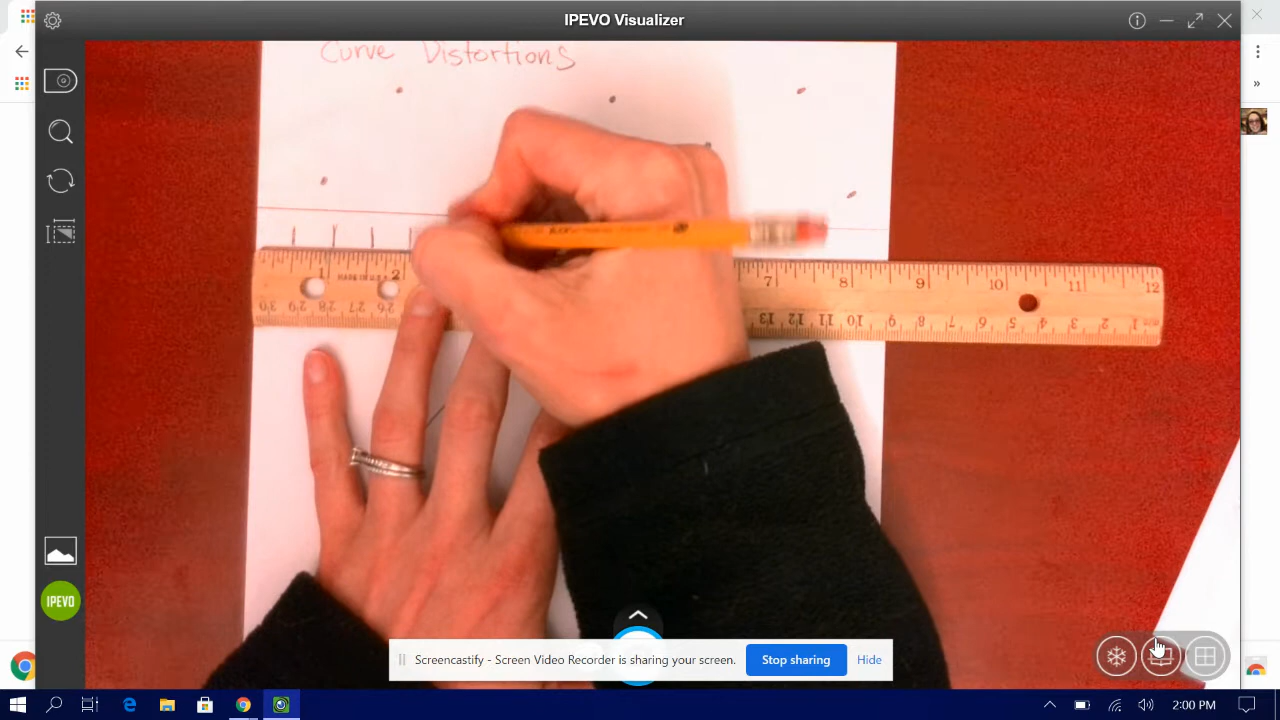 IPEVO Visualizer
Curve Distortions
1 2 7 8 9 10 11 12
30 29 28 27 26 13 12 11 10 9 8 7 6 5 4 3 2 1
IPEVO
Screencastify - Screen Video Recorder is sharing your screen.
Stop sharing
Hide
2:00 PM